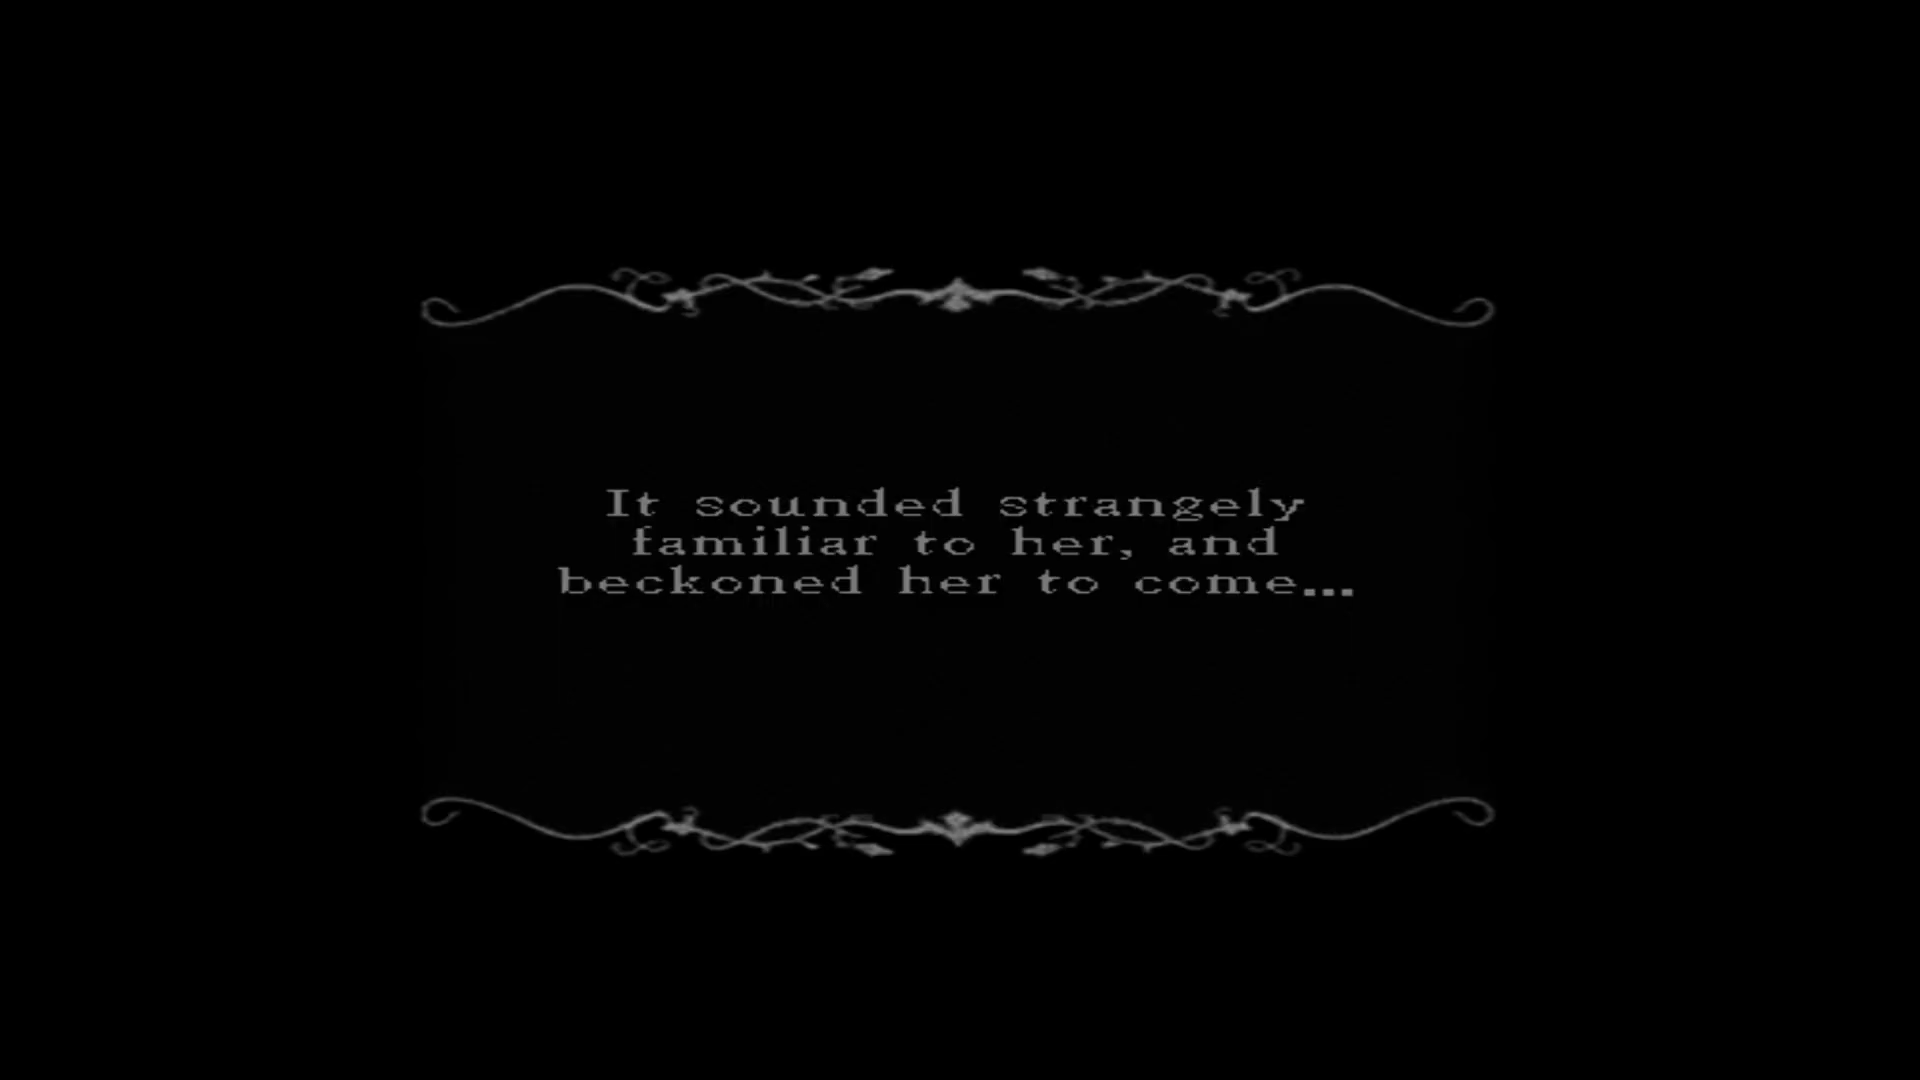 It sounded strangely
familiar to her, and
beckoned her to come...